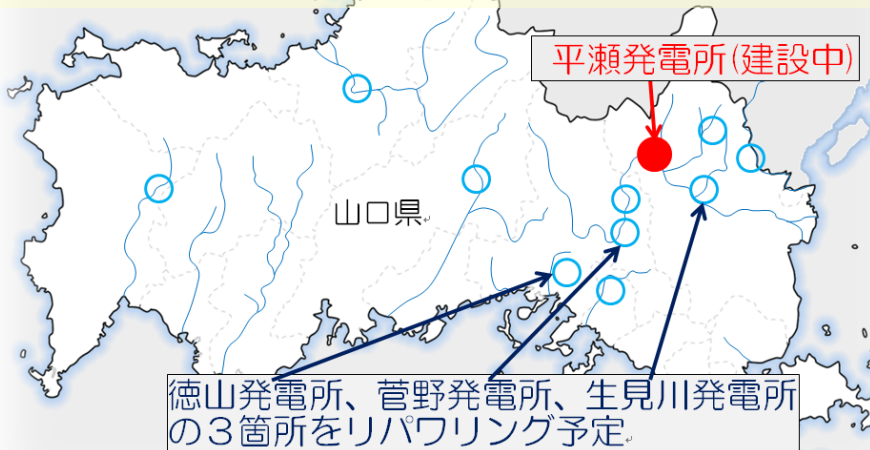 平瀬発電所(建設中)
山口県
徳山発電所、菅野発電所、生見川発電所
の３箇所をリパワリング予定